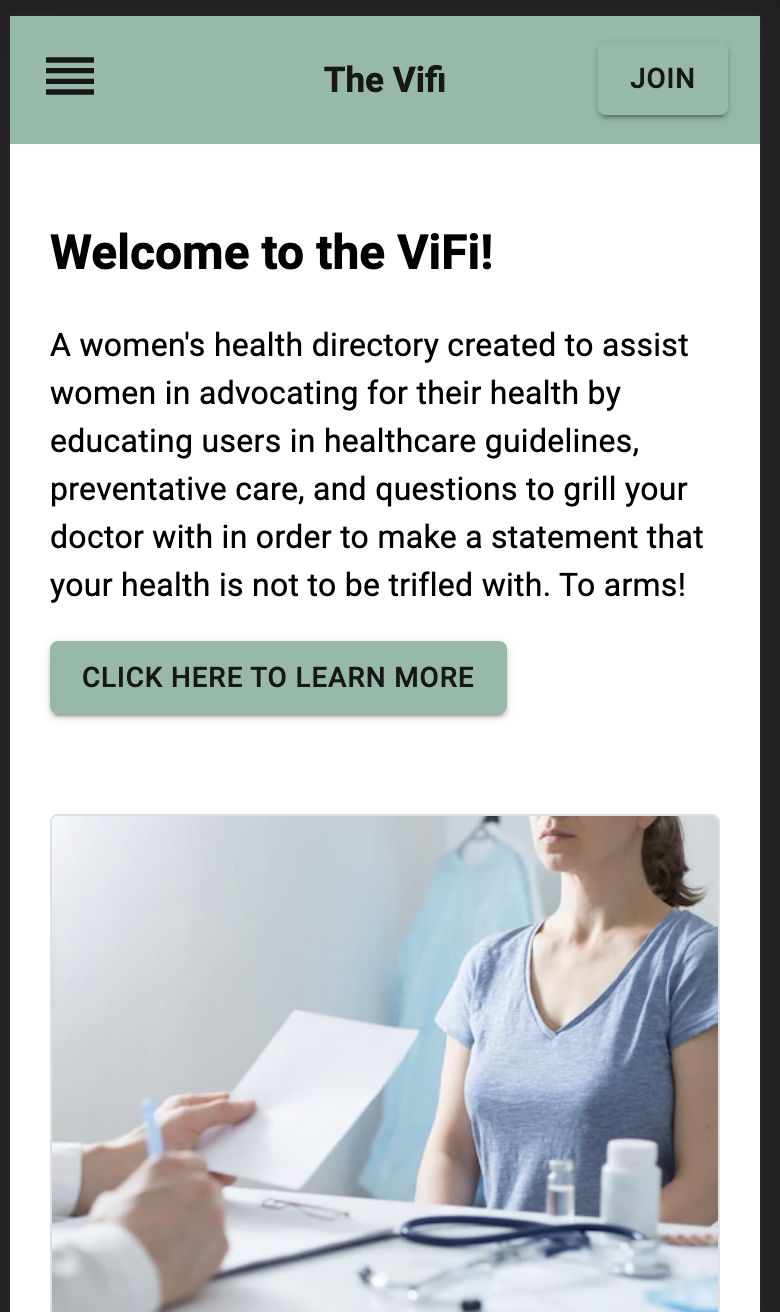 The Vifi
JOIN
Welcome to the ViFi!
A women's health directory created to assist
women in advocating for their health by
educating users in healthcare guidelines,
preventative care, and questions to grill your
doctor with in order to make a statement that
your health is not to be trifled with. To arms!
CLICK HERE TO LEARN MORE